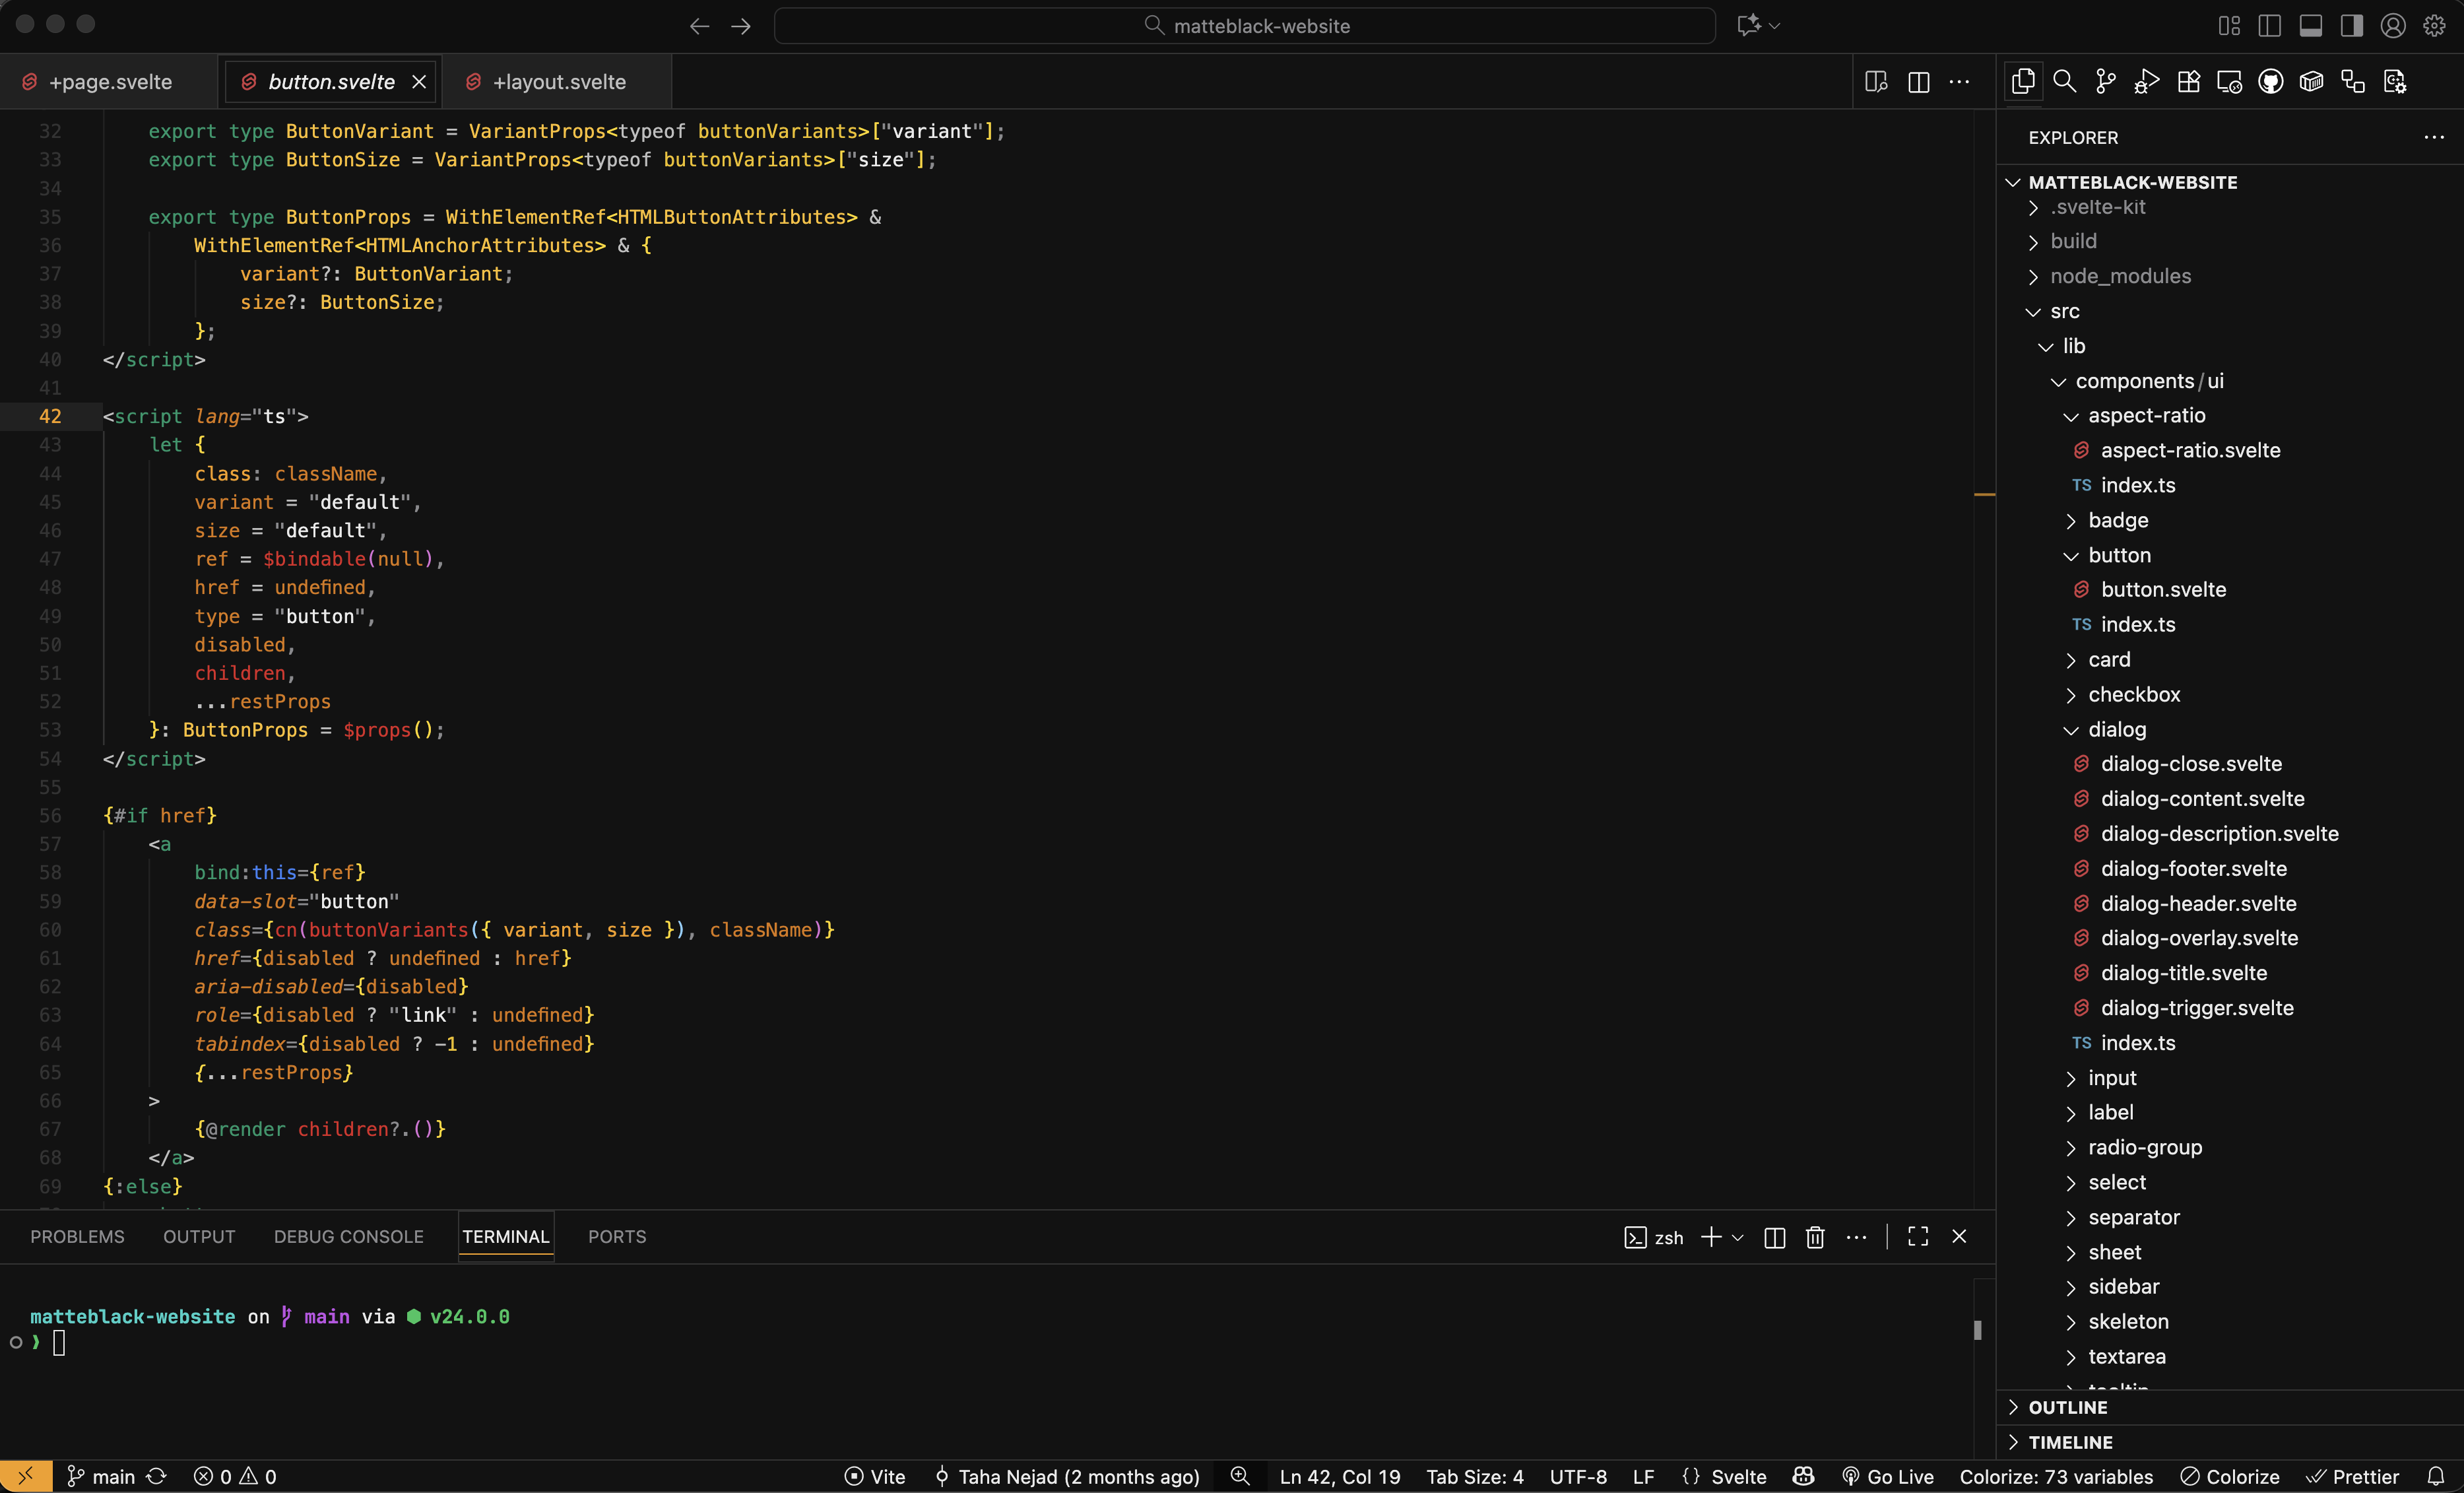 matteblack-website
+page.svelte
button.svelte
+layout.svelte
32 export type ButtonVariant = VariantProps<typeof buttonVariants>["variant"];
33 export type ButtonSize = VariantProps<typeof buttonVariants>["size"];
34
35 export type ButtonProps = WithElementRef<HTMLButtonAttributes> &
36 WithElementRef<HTMLAnchorAttributes> & {
37 variant?: ButtonVariant;
38 size?: ButtonSize;
39 };
40 </script>
41
42 <script lang="ts">
43 let {
44 class: className,
45 variant = "default",
46 size = "default",
47 ref = $bindable(null),
48 href = undefined,
49 type = "button",
50 disabled,
51 children,
52 ...restProps
53 }: ButtonProps = $props();
54 </script>
55
56 {#if href}
57 <a
58 bind:this={ref}
59 data-slot="button"
60 class={cn(buttonVariants({ variant, size }), className)}
61 href={disabled ? undefined : href}
62 aria-disabled={disabled}
63 role={disabled ? "link" : undefined}
64 tabindex={disabled ? -1 : undefined}
65 {...restProps}
66 >
67 {@render children?.()}
68 </a>
69 {:else}
PROBLEMS OUTPUT DEBUG CONSOLE TERMINAL PORTS
zsh
matteblack-website on main via v24.0.0
❯
EXPLORER
MATTEBLACK-WEBSITE
.svelte-kit
build
node_modules
src
lib
components/ui
aspect-ratio
aspect-ratio.svelte
TS index.ts
badge
button
button.svelte
TS index.ts
card
checkbox
dialog
dialog-close.svelte
dialog-content.svelte
dialog-description.svelte
dialog-footer.svelte
dialog-header.svelte
dialog-overlay.svelte
dialog-title.svelte
dialog-trigger.svelte
TS index.ts
input
label
radio-group
select
separator
sheet
sidebar
skeleton
textarea
OUTLINE
TIMELINE
main 0 0 Vite Taha Nejad (2 months ago) Ln 42, Col 19 Tab Size: 4 UTF-8 LF {} Svelte Go Live Colorize: 73 variables Colorize Prettier